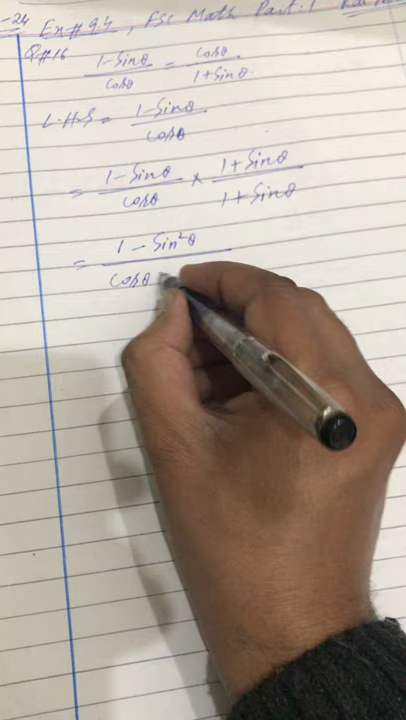 -24 Ex# 9.4, FSC Math Part-1
Q#16 1-Sinθ/cosθ = cosθ/1+Sinθ.
L.H.S = 1-Sinθ/cosθ
= 1-Sinθ/cosθ × 1+Sinθ/1+Sinθ
= 1-Sin²θ/cosθ